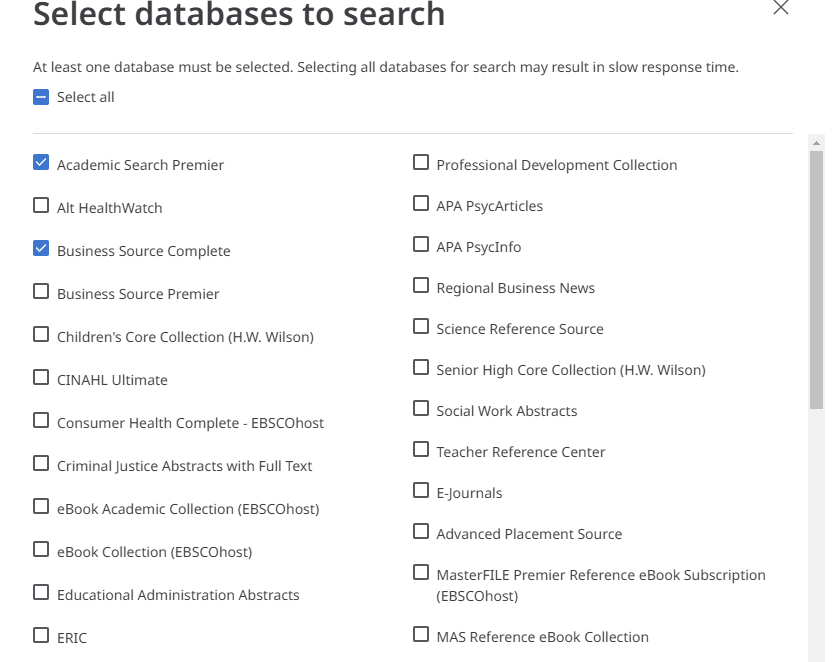 Select databases to search
At least one database must be selected. Selecting all databases for search may result in slow response time.
Select all
Academic Search Premier
Alt HealthWatch
Business Source Complete
Business Source Premier
Children's Core Collection (H.W. Wilson)
CINAHL Ultimate
Consumer Health Complete - EBSCOhost
Criminal Justice Abstracts with Full Text
eBook Academic Collection (EBSCOhost)
eBook Collection (EBSCOhost)
Educational Administration Abstracts
ERIC
Professional Development Collection
APA PsycArticles
APA PsycInfo
Regional Business News
Science Reference Source
Senior High Core Collection (H.W. Wilson)
Social Work Abstracts
Teacher Reference Center
E-Journals
Advanced Placement Source
MasterFILE Premier Reference eBook Subscription
(EBSCOhost)
MAS Reference eBook Collection